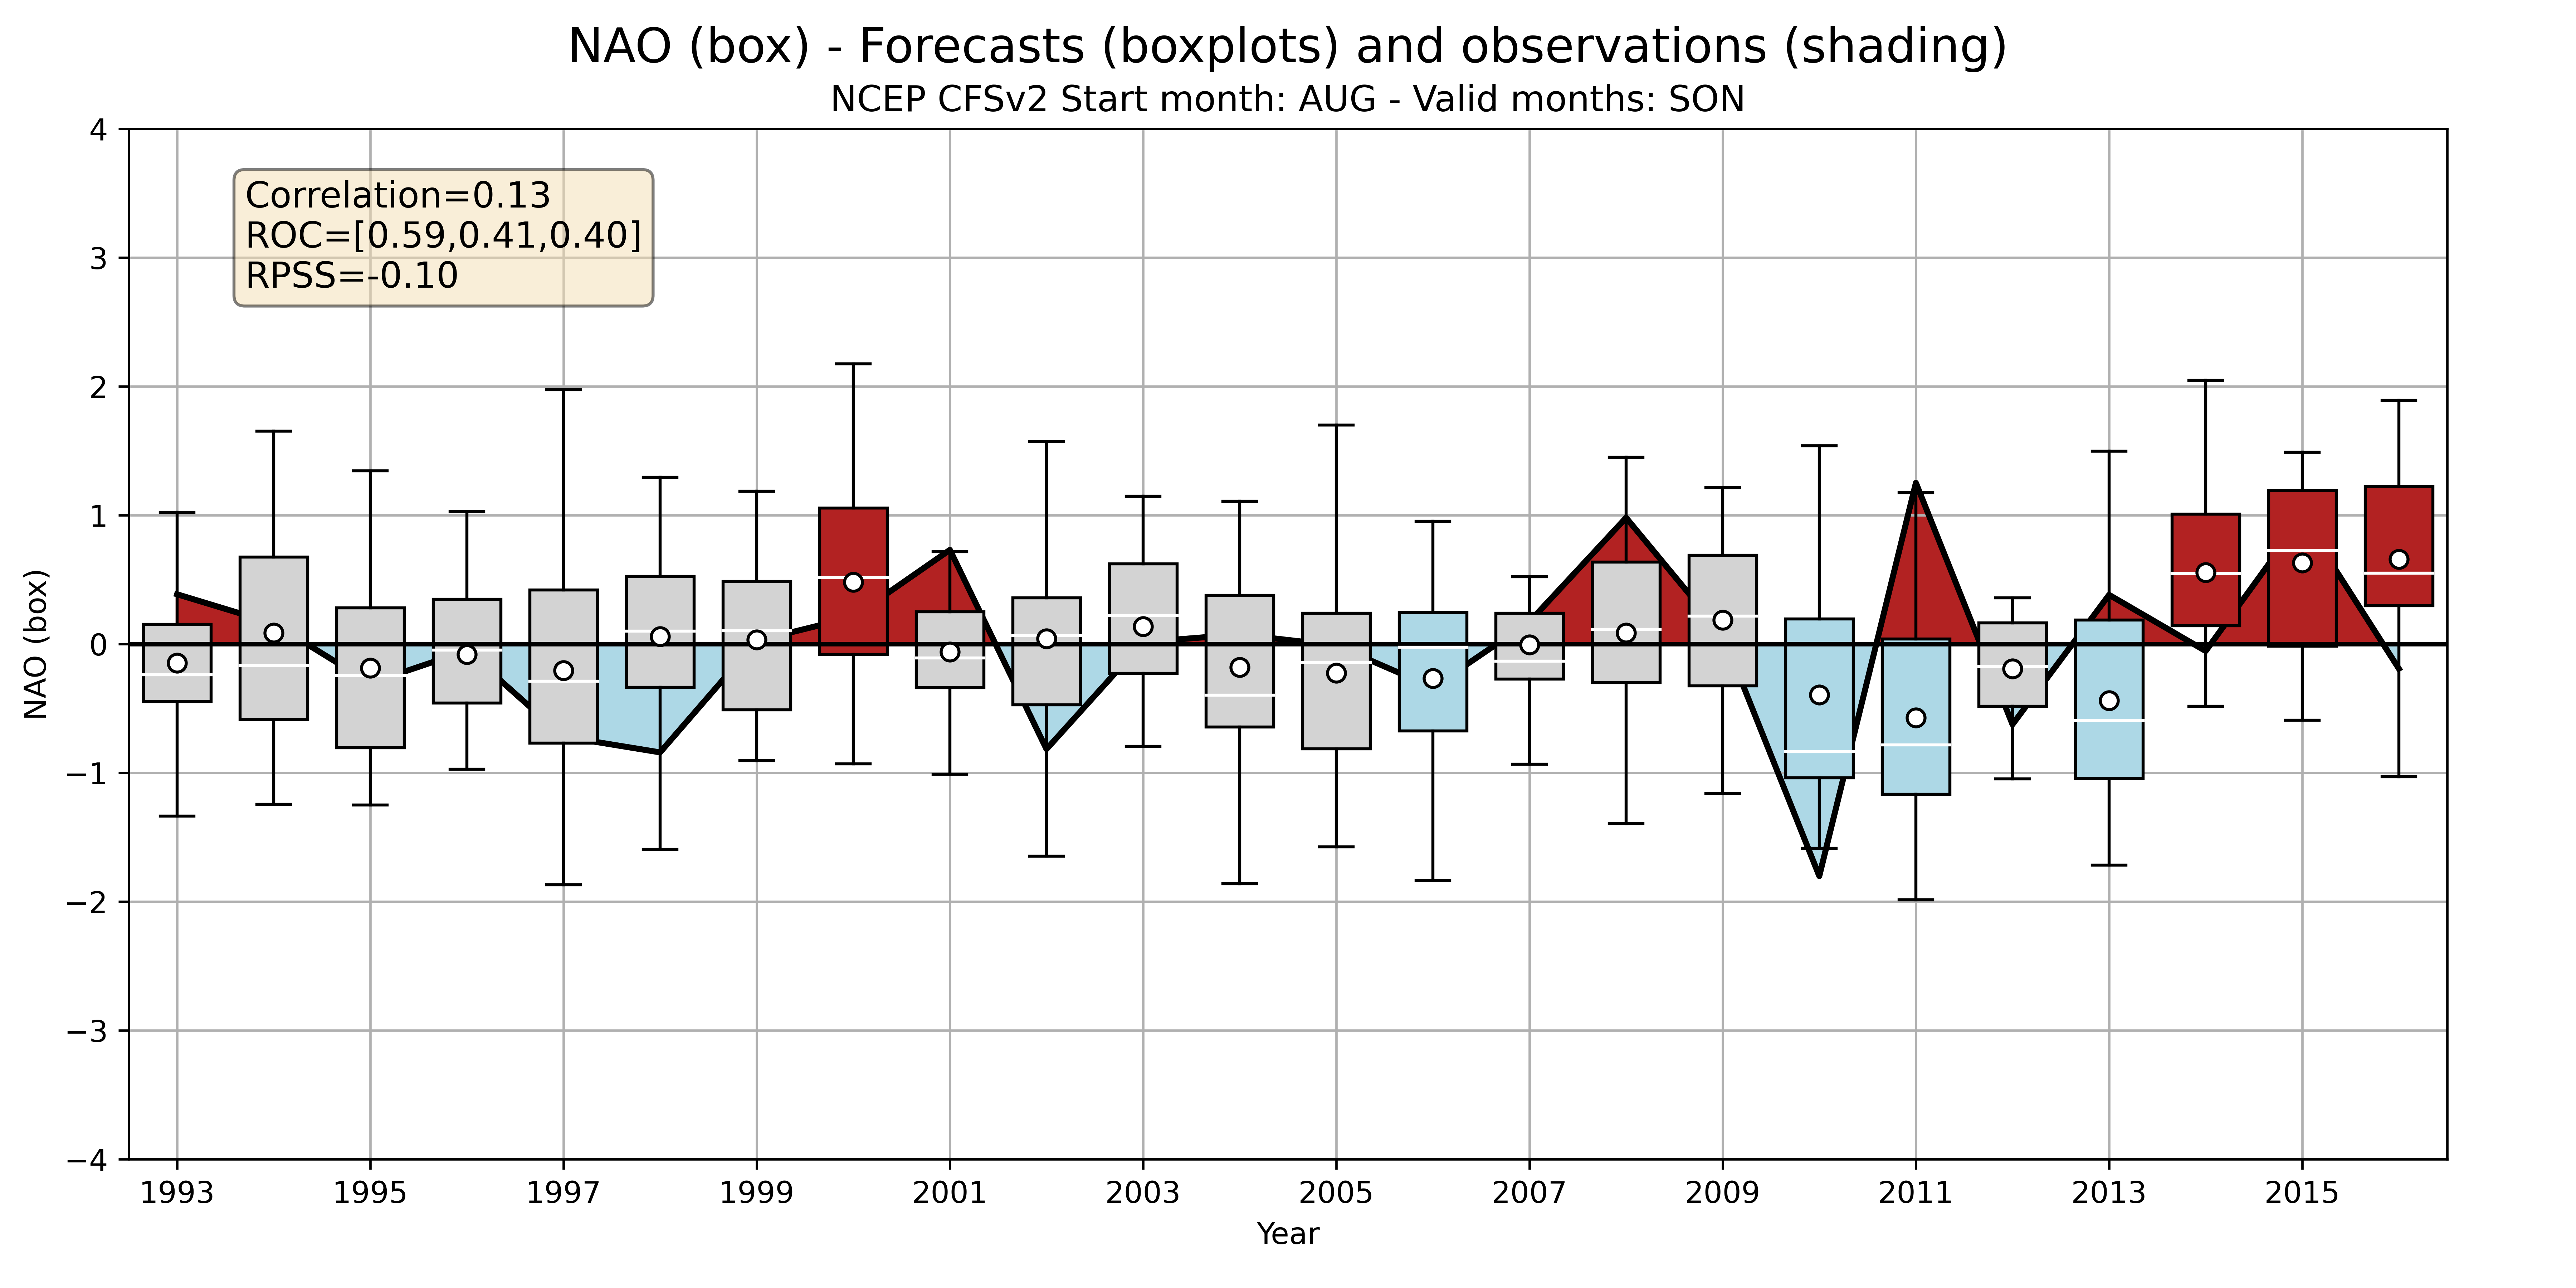 NAO (box) - Forecasts (boxplots) and observations (shading)
NCEP CFSv2 Start month: AUG - Valid months: SON
Correlation=0.13
ROC=[0.59,0.41,0.40]
RPSS=-0.10
4
3
2
1
0
−1
−2
−3
−4
NAO (box)
1993 1995 1997 1999 2001 2003 2005 2007 2009 2011 2013 2015
Year